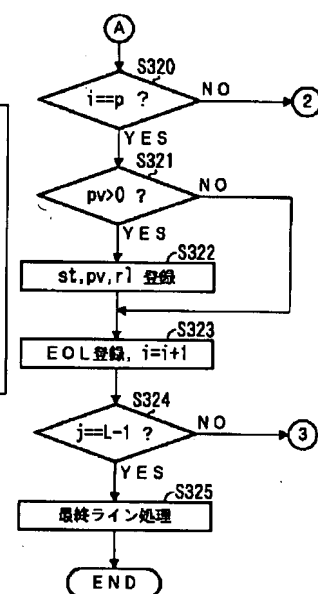 A
S320
i==p ?
NO
2
YES
S321
pv>0 ?
NO
YES
S322
st,pv,rl 登録
S323
EOL登録, i=i+1
S324
j==L-1 ?
NO
3
YES
S325
最終ライン処理
END